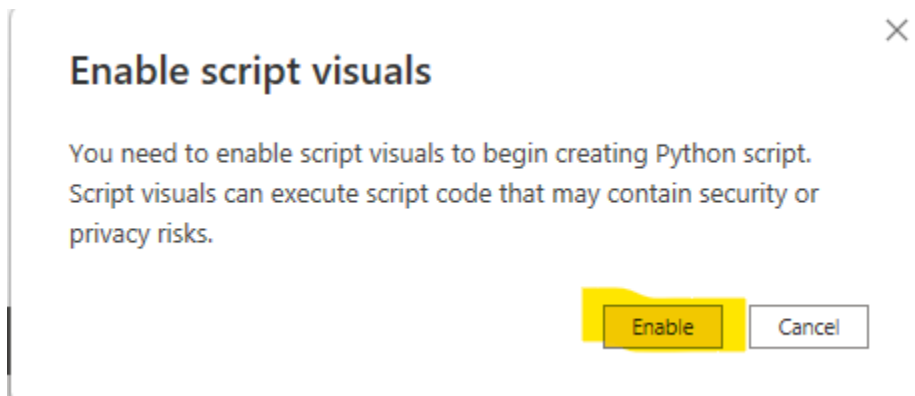 Enable script visuals
You need to enable script visuals to begin creating Python script.
Script visuals can execute script code that may contain security or
privacy risks.
Enable
Cancel